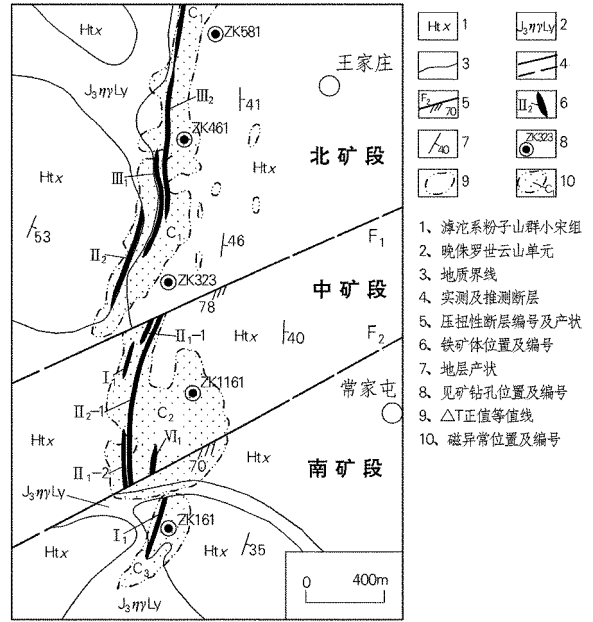 C₁
Htx
ZK581
王家庄
J₃ηγLy
Ⅲ₂
41
ZK461
北矿段
Htx
Ⅲ₁
Htx
53
C₁
46
Ⅱ₂
F₁
ZK323
中矿段
78
Ⅱ₁-1
Htx
40
F₂
I₁
ZK1161
常家屯
Ⅱ₂-1
C₂
Ⅵ₁
Htx
70
南矿段
Ⅱ₁-2
J₃ηγLy
I₁
ZK161
Htx
Htx
35
C₃
J₃ηγLy
0 400m
Htx 1
J₃ηγLy 2
3
4
F₂ 70 5
Ⅱ₂ 6
40 7
ZK323 8
9
C₁ 10
1、滹沱系粉子山群小宋组
2、晚侏罗世云山单元
3、地质界线
4、实测及推测断层
5、压扭性断层编号及产状
6、铁矿体位置及编号
7、地层产状
8、见矿钻孔位置及编号
9、△T正值等值线
10、磁异常位置及编号